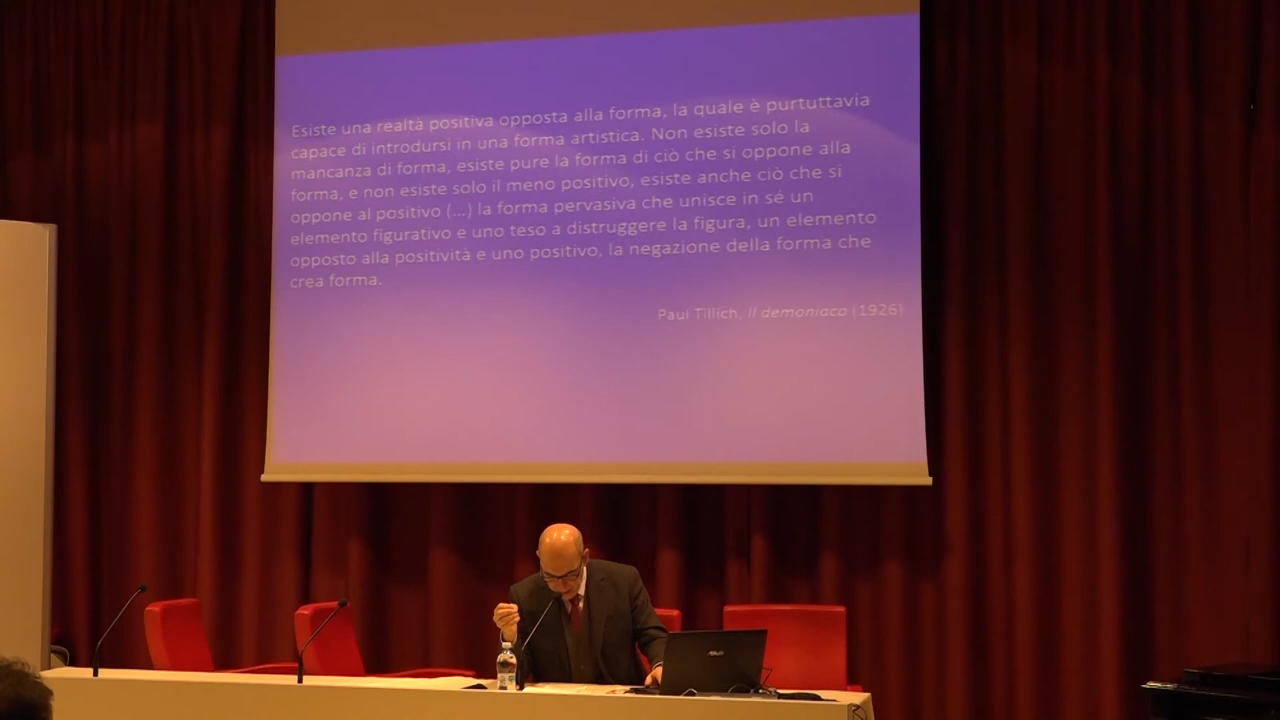 Esiste una realtà positiva opposta alla forma, la quale è purtuttavia
capace di introdursi in una forma artistica. Non esiste solo la
mancanza di forma, esiste pure la forma di ciò che si oppone alla
forma, e non esiste solo il meno positivo, esiste anche ciò che si
oppone al positivo (...) la forma pervasiva che unisce in sé un
elemento figurativo e uno teso a distruggere la figura, un elemento
opposto alla positività e uno positivo, la negazione della forma che
crea forma.
Paul Tillich, Il demoniaco (1926)
ASUS